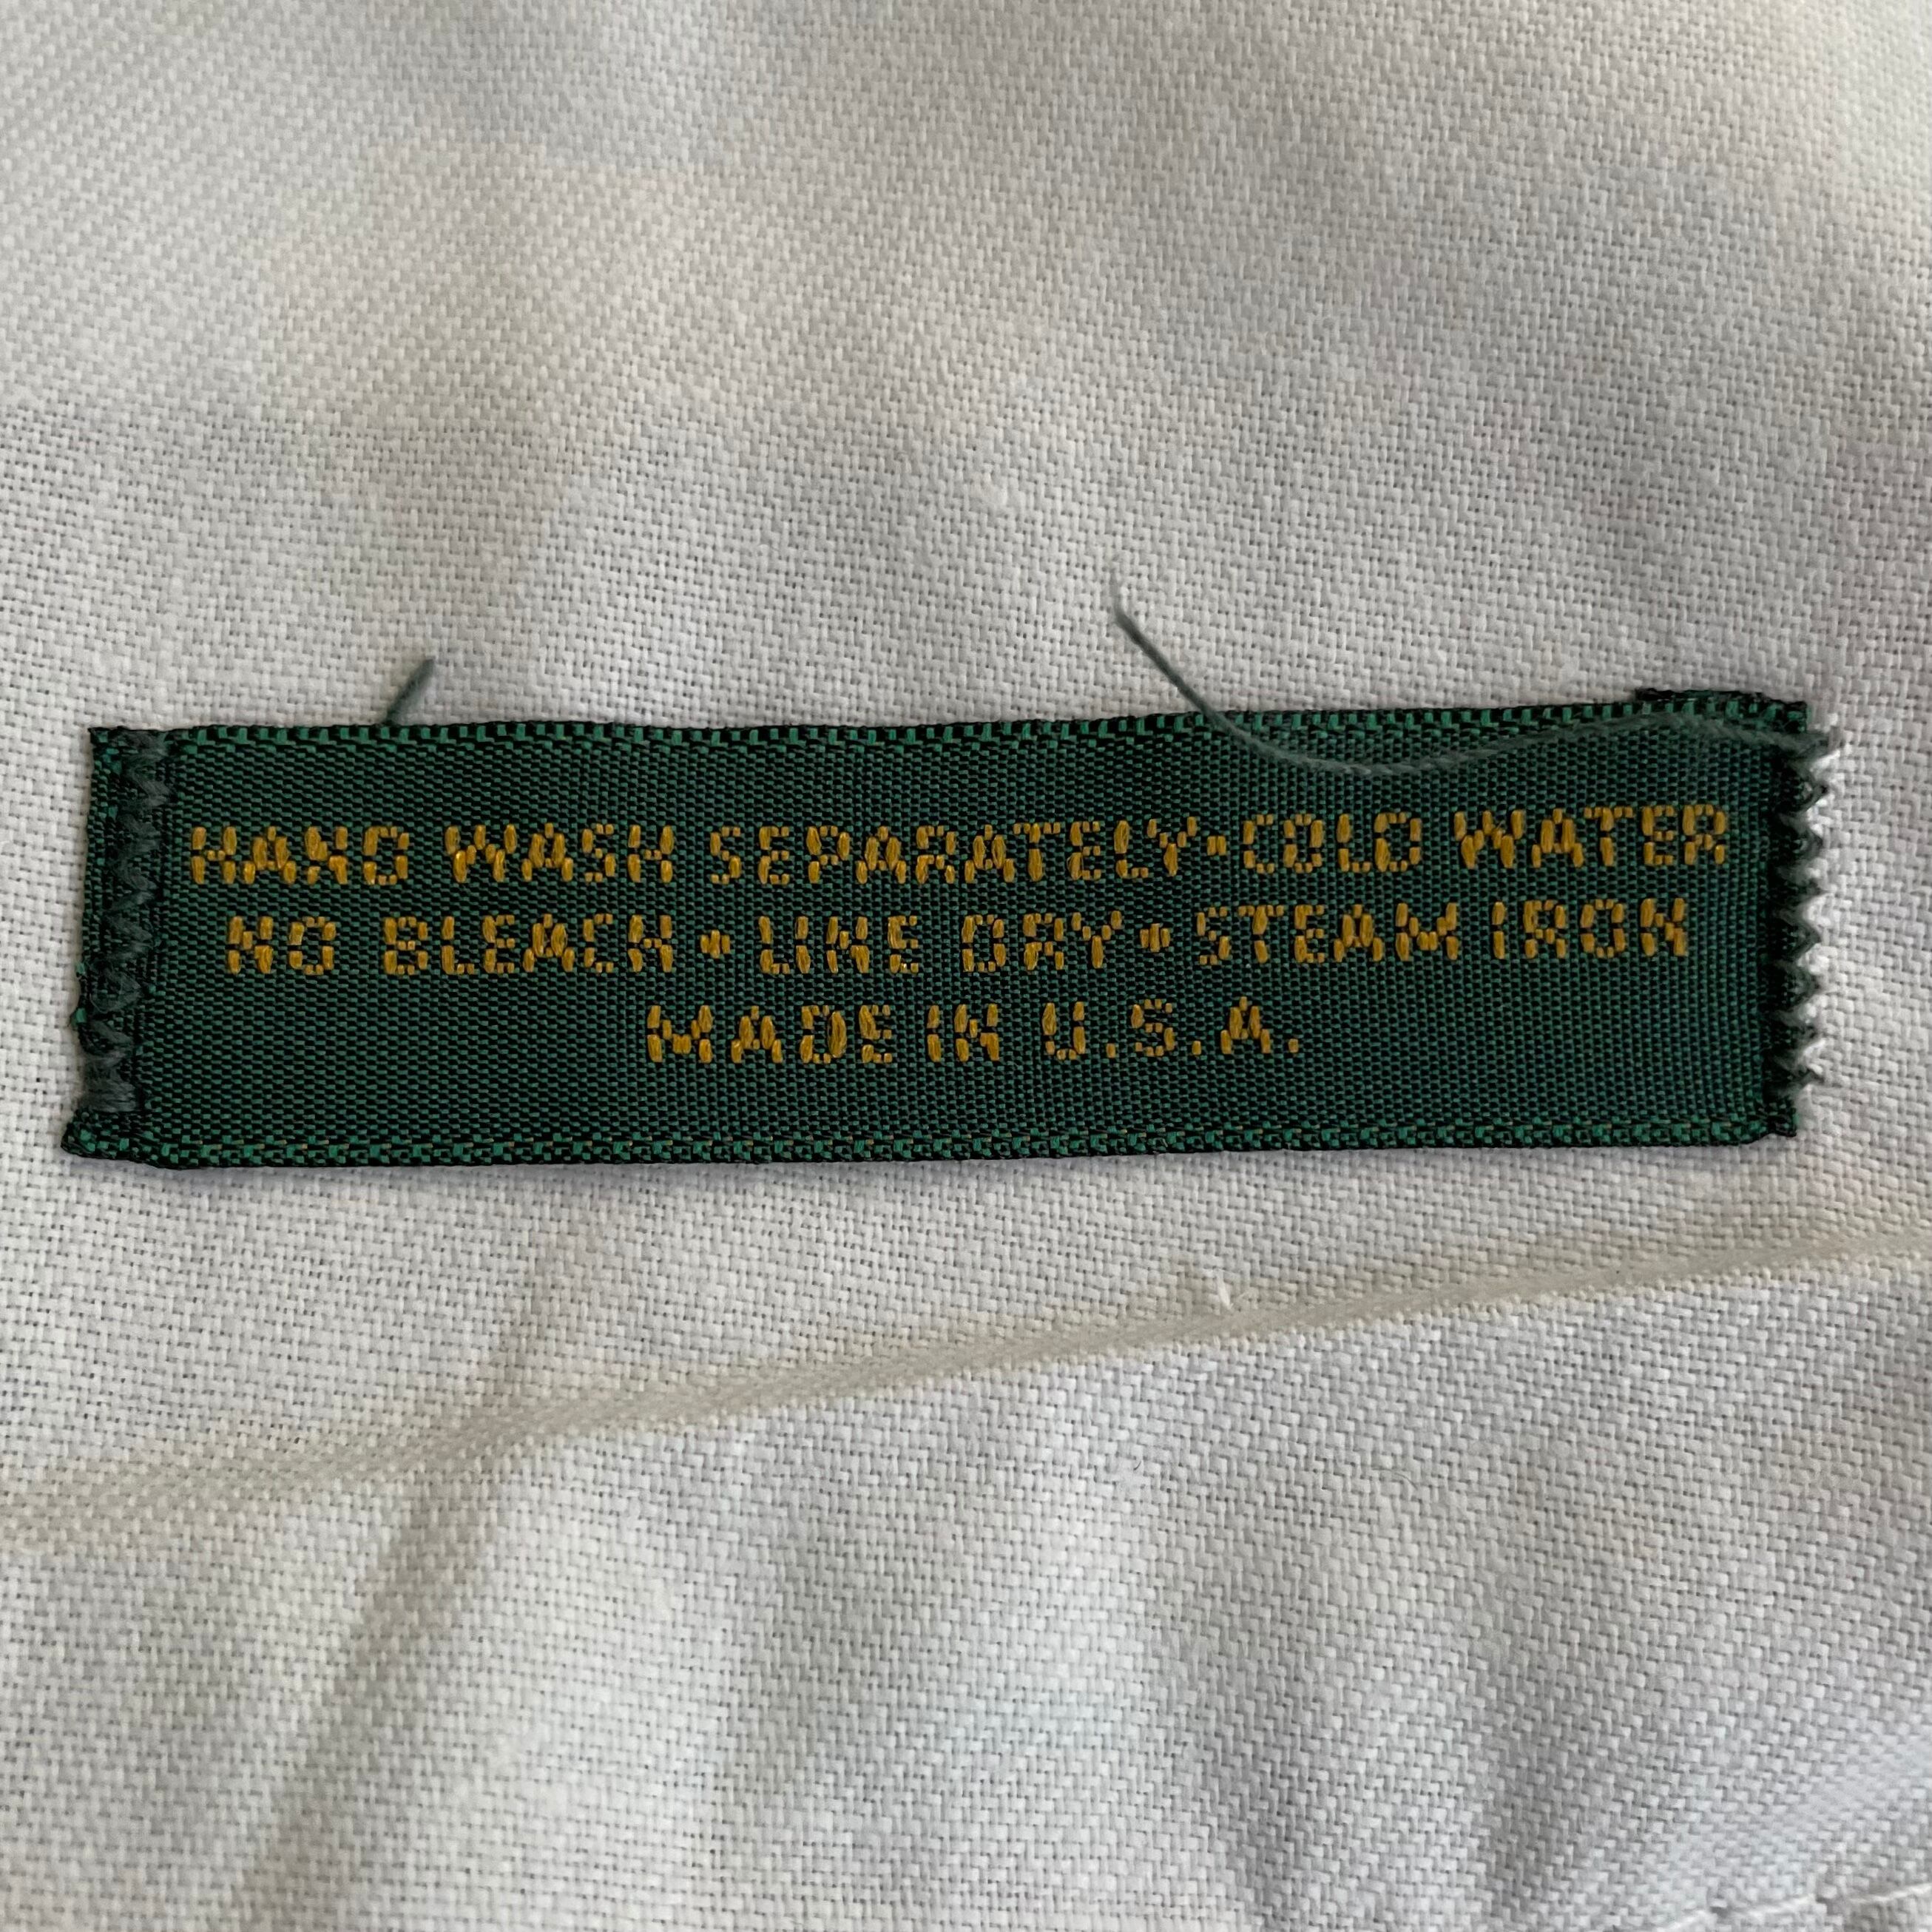 HAND WASH SEPARATELY•COLD WATER
NO BLEACH•LINE DRY•STEAM IRON
MADE IN U.S.A.